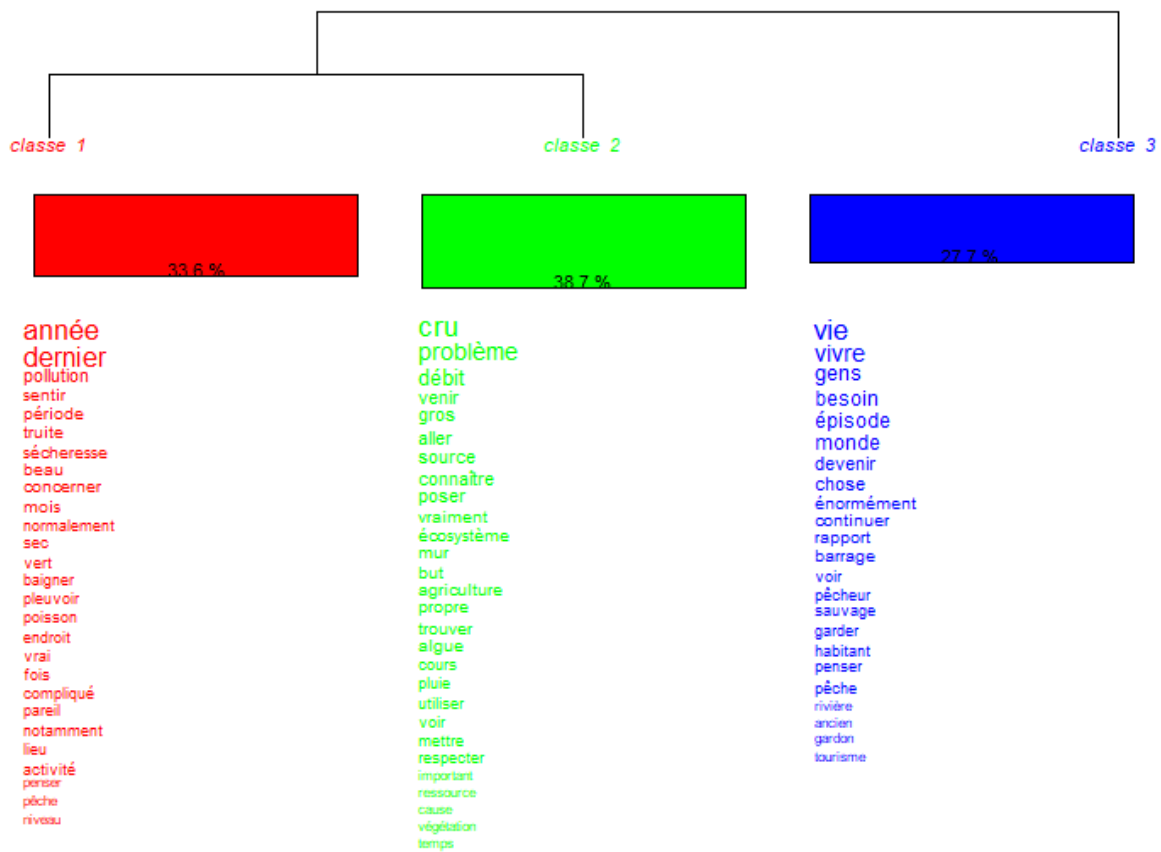 classe 1
classe 2
classe 3
33.6 %
38.7 %
27.7 %
année
dernier
pollution
sentir
période
truite
sécheresse
beau
concerner
mois
normalement
sec
vert
baigner
pleuvoir
poisson
endroit
vrai
fois
compliqué
pareil
notamment
lieu
activité
penser
pêche
niveau
cru
problème
débit
venir
gros
aller
source
connaître
poser
vraiment
écosystème
mur
but
agriculture
propre
trouver
algue
cours
pluie
utiliser
voir
mettre
respecter
important
ressource
cause
végétation
temps
vie
vivre
gens
besoin
épisode
monde
devenir
chose
énormément
continuer
rapport
barrage
voir
pêcheur
sauvage
garder
habitant
penser
pêche
rivière
ancien
gardon
tourisme